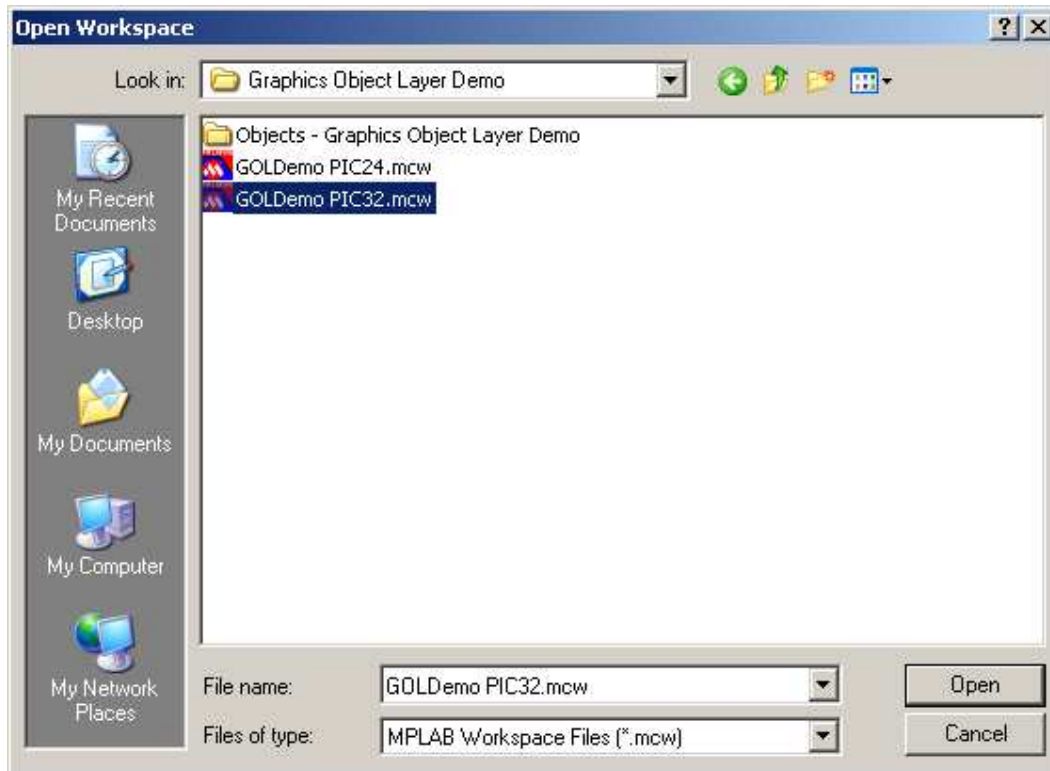 Open Workspace
Look in: Graphics Object Layer Demo
Objects - Graphics Object Layer Demo
GOLDemo PIC24.mcw
GOLDemo PIC32.mcw
My Recent
Documents
Desktop
My Documents
My Computer
My Network
Places
File name: GOLDemo PIC32.mcw Open
Files of type: MPLAB Workspace Files (*.mcw) Cancel